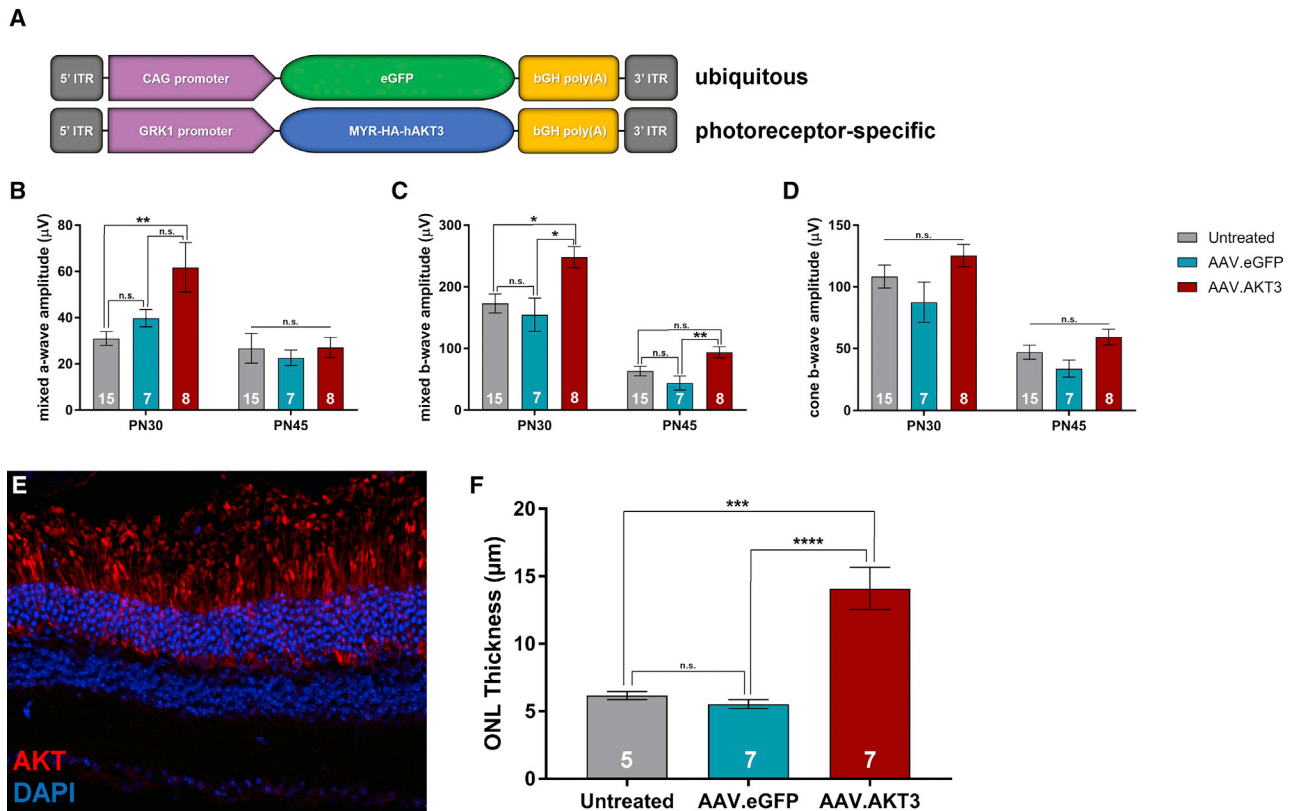 A
5' ITR CAG promoter eGFP bGH poly(A) 3' ITR ubiquitous
5' ITR GRK1 promoter MYR-HA-hAKT3 bGH poly(A) 3' ITR photoreceptor-specific
B
mixed a-wave amplitude (µV)
80
60
40
20
0
**
n.s.
n.s.
n.s.
15 7 8 15 7 8
PN30 PN45
C
mixed b-wave amplitude (µV)
300
200
100
0
*
*
n.s.
n.s.
n.s. **
15 7 8 15 7 8
PN30 PN45
D
cone b-wave amplitude (µV)
150
100
50
0
n.s.
n.s.
15 7 8 15 7 8
PN30 PN45
Untreated
AAV.eGFP
AAV.AKT3
E
AKT
DAPI
F
ONL Thickness (µm)
20
15
10
5
0
***
****
n.s.
5 7 7
Untreated AAV.eGFP AAV.AKT3